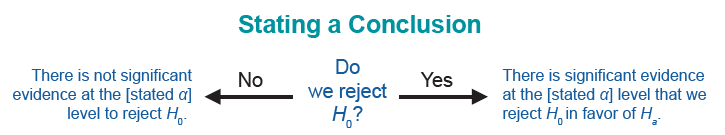 Stating a Conclusion
There is not significant
evidence at the [stated α]
level to reject H₀.
No
Do
we reject
H₀?
Yes
There is significant evidence
at the [stated α] level that we
reject H₀ in favor of Hₐ.